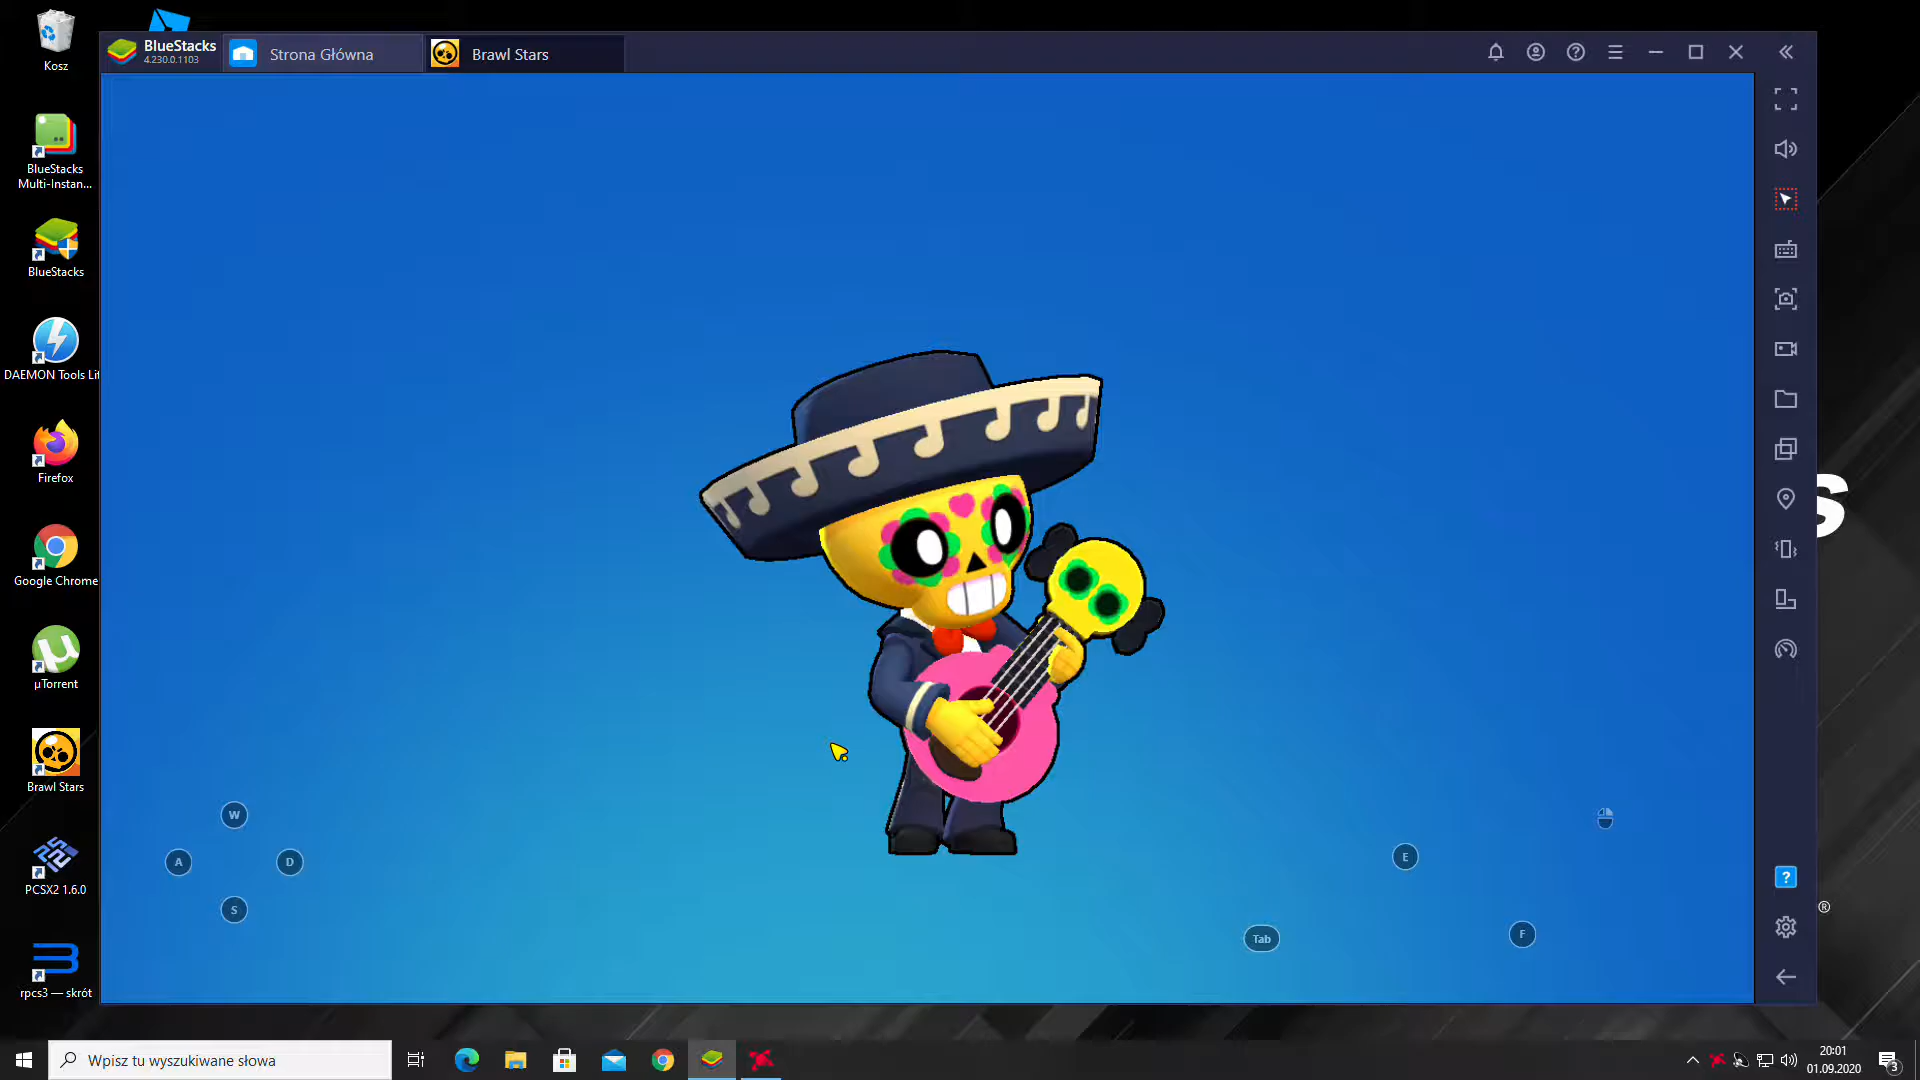 Kosz
BlueStacks
4.230.0.1103
Strona Główna
Brawl Stars
BlueStacks
Multi-Instan...
BlueStacks
DAEMON Tools Lit
Firefox
Google Chrome
µTorrent
Brawl Stars
PCSX2 1.6.0
rpcs3 — skrót
W
A
D
S
E
Tab
F
?
s
®
Wpisz tu wyszukiwane słowa
20:01
01.09.2020
3